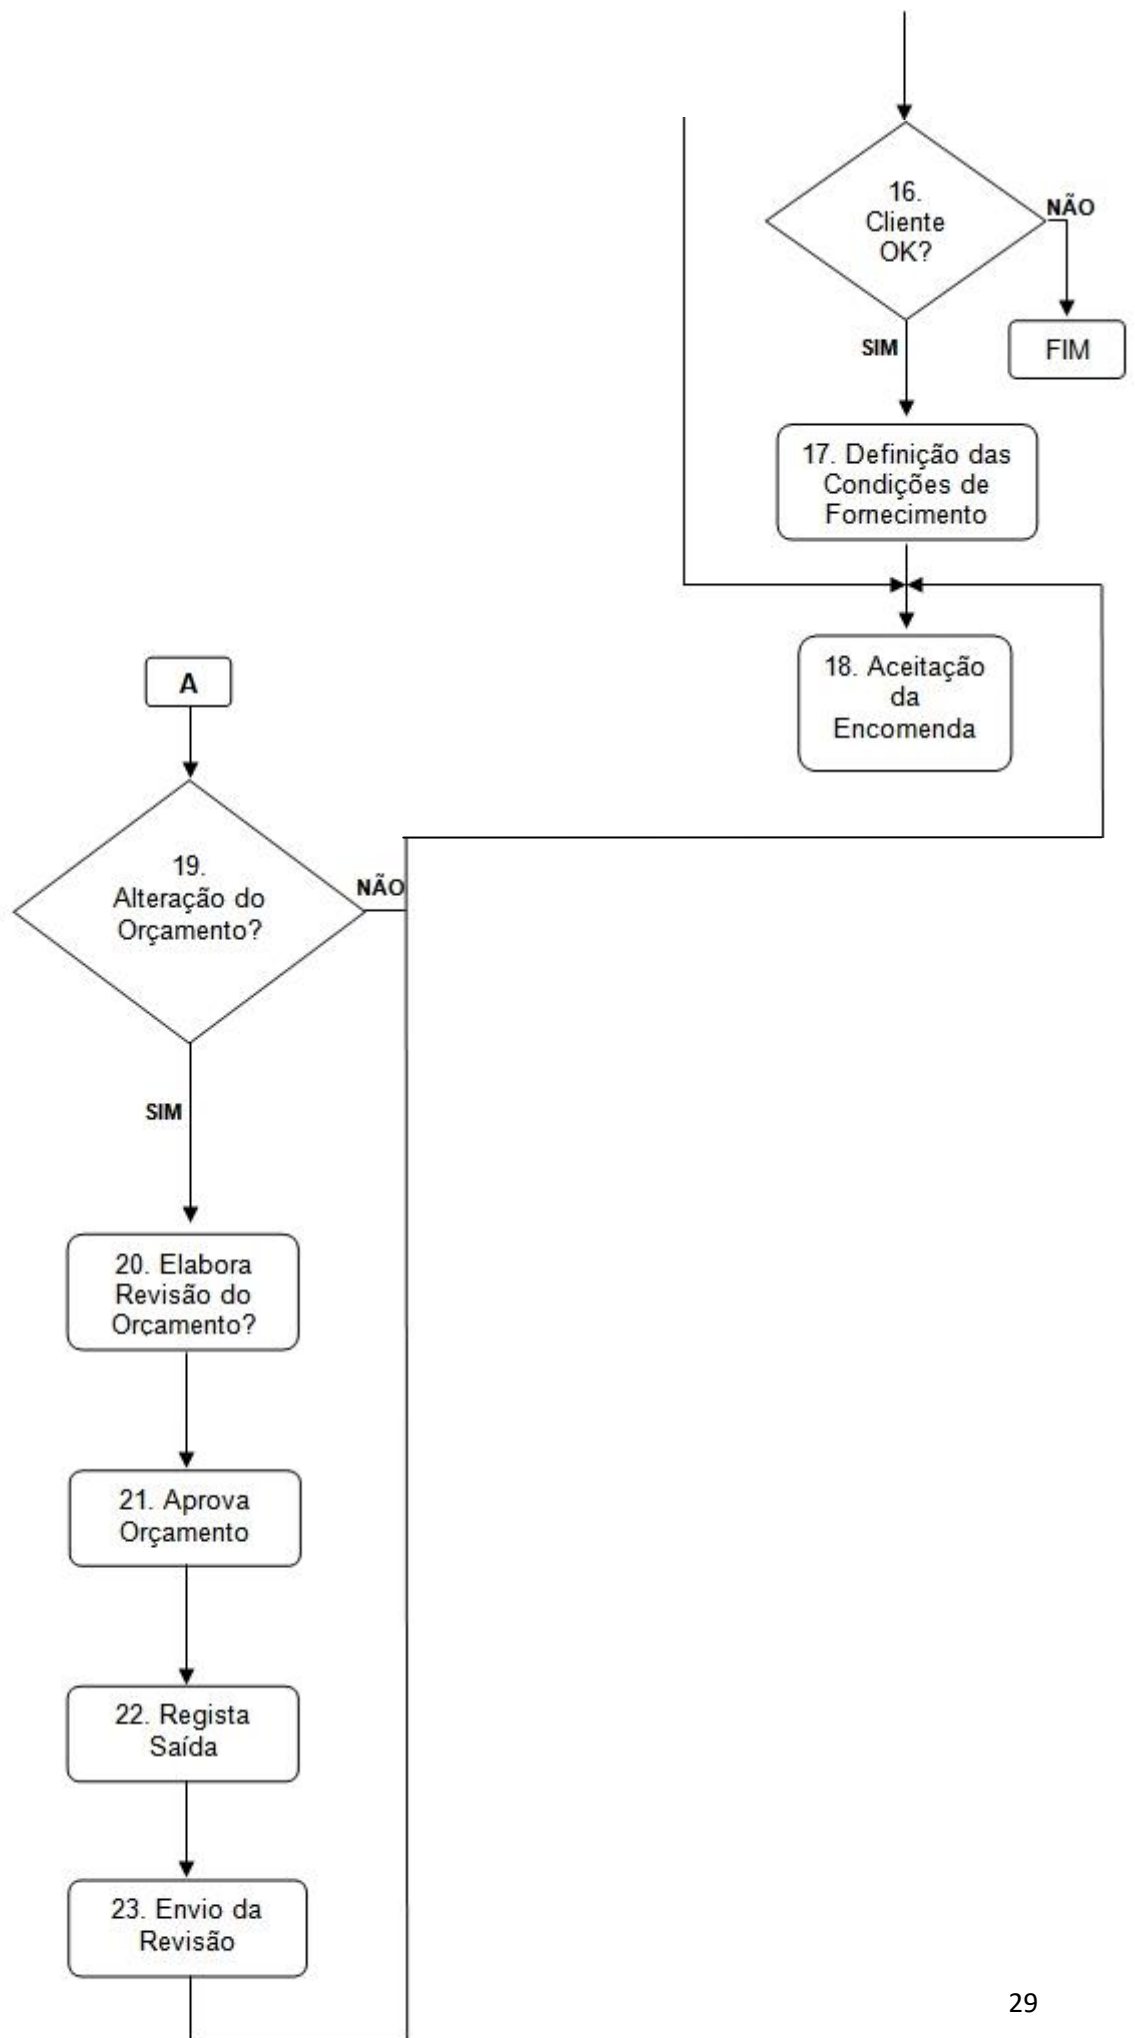 16.
Cliente
OK?
NÃO
SIM
FIM
17. Definição das
Condições de
Fornecimento
18. Aceitação
da
Encomenda
A
19.
Alteração do
Orçamento?
NÃO
SIM
20. Elabora
Revisão do
Orçamento?
21. Aprova
Orçamento
22. Regista
Saída
23. Envio da
Revisão
29